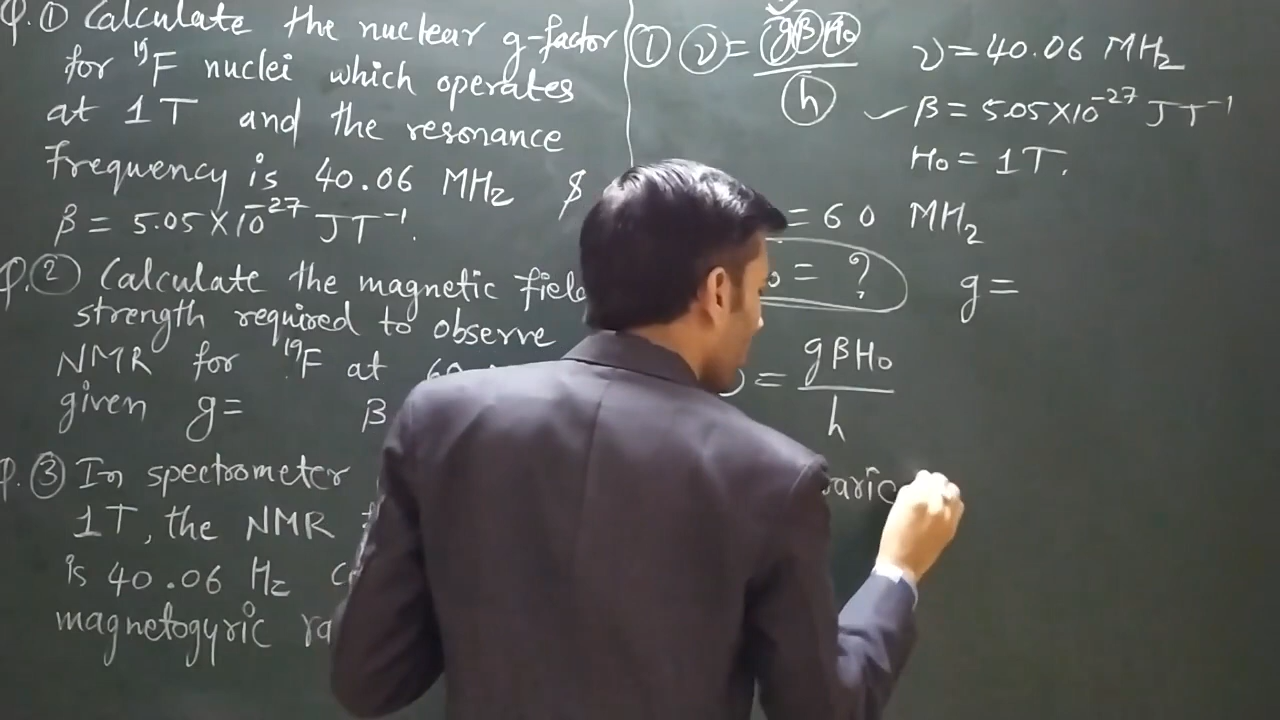 Q.① Calculate the nuclear g-factor
for ¹⁹F nuclei which operates
at 1T and the resonance
frequency is 40.06 MHz $
β = 5.05×10⁻²⁷ JT⁻¹.
Q.② Calculate the magnetic fiel
strength required to observe
NMR for ¹⁹F at 60
given g= β
Q.③ In spectrometer
1T, the NMR
is 40.06 Hz
magnetogyric ra
① ν = gβH₀/h
ν = 40.06 MHz
✓ β = 5.05×10⁻²⁷ JT⁻¹
H₀ = 1T.
= 60 MHz
₀ = ?
g =
= gβH₀/h
aric